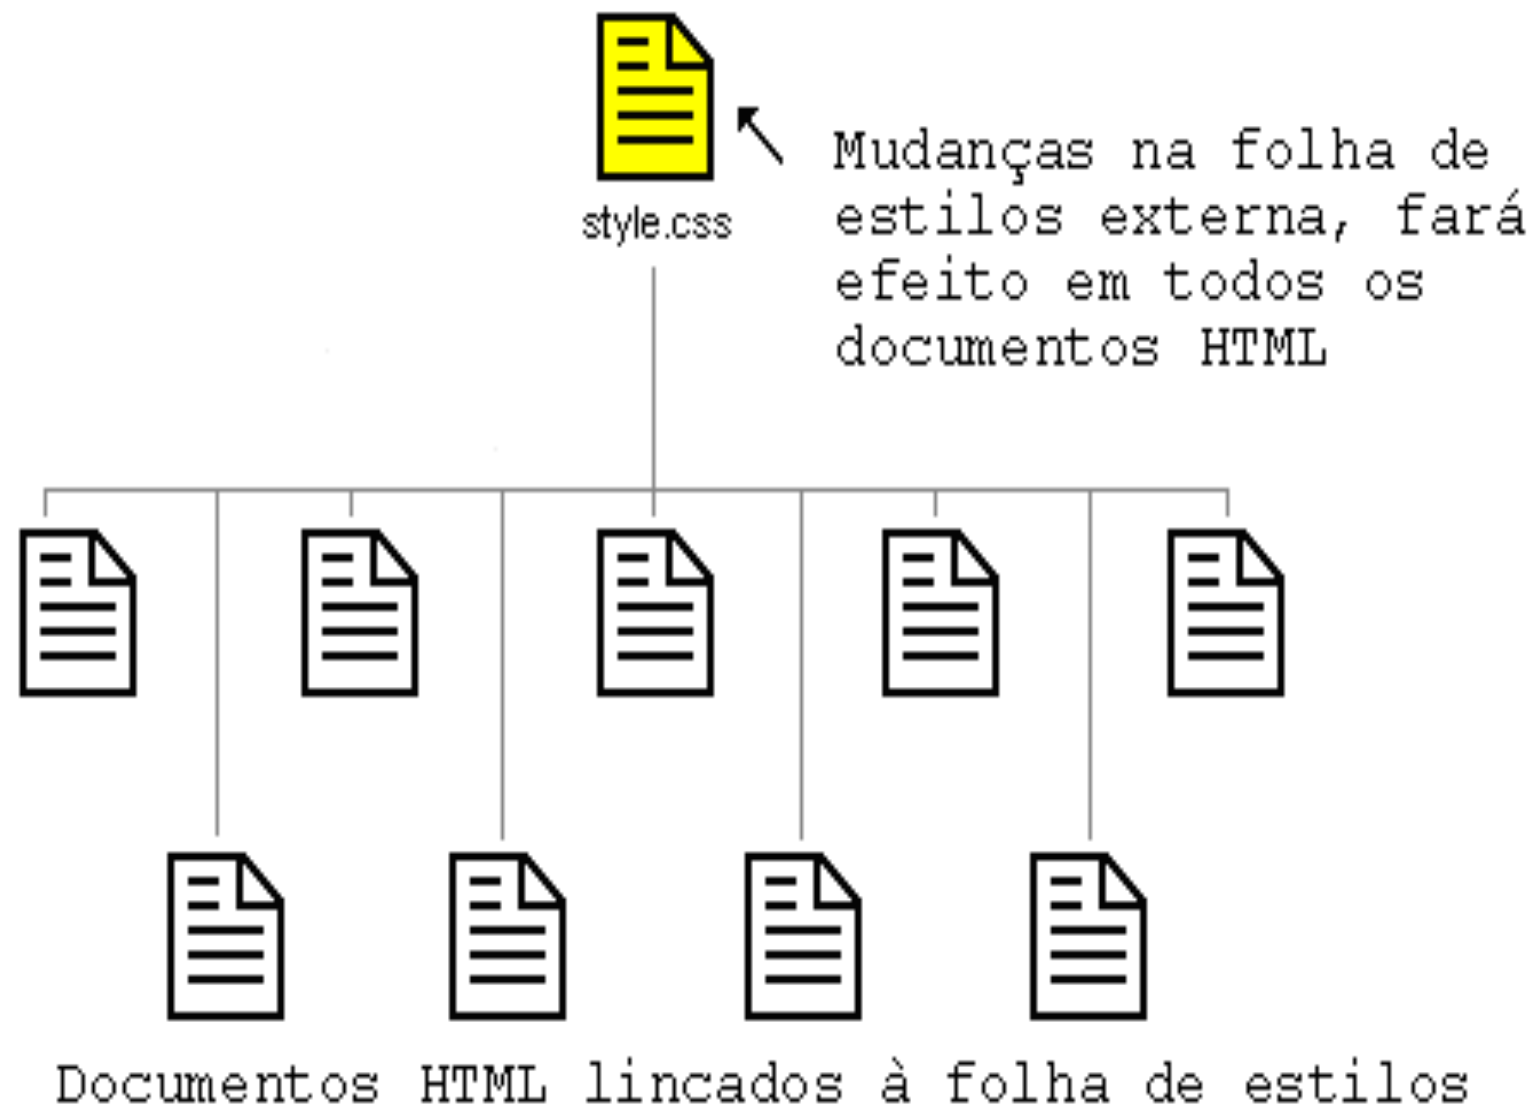 style.css
Mudanças na folha de
estilos externa, fará
efeito em todos os
documentos HTML
Documentos HTML lincados à folha de estilos